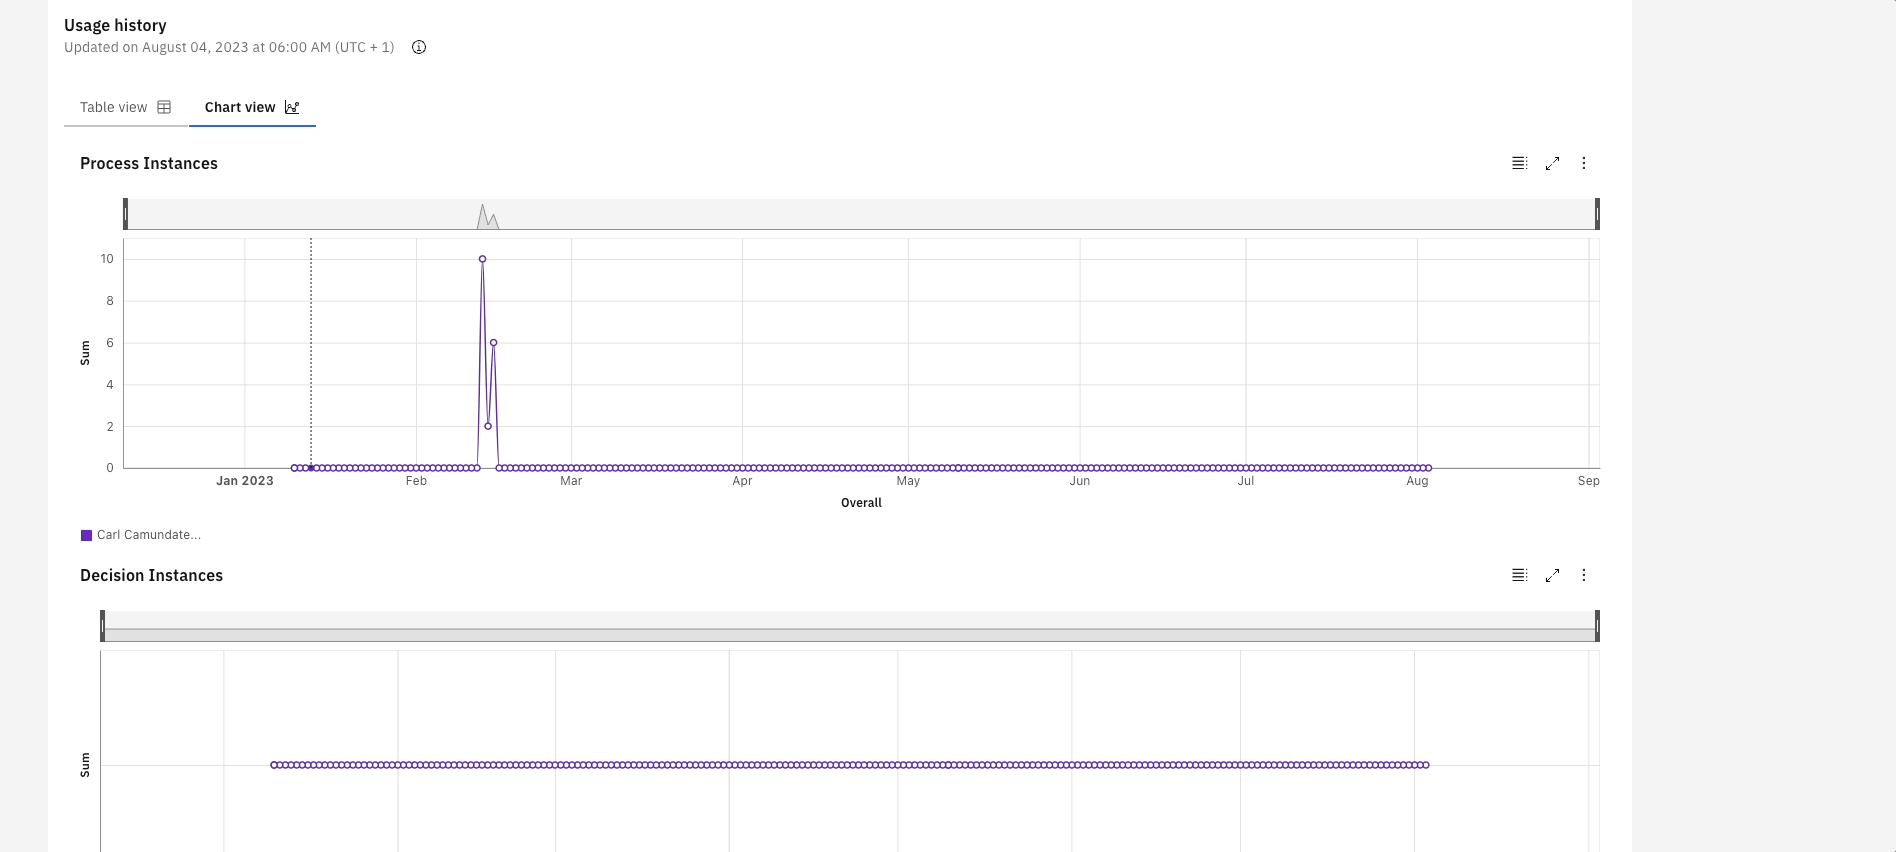 Usage history
Updated on August 04, 2023 at 06:00 AM (UTC + 1)
Table view
Chart view
Process Instances
10
8
6
4
2
0
Sum
Jan 2023 Feb Mar Apr May Jun Jul Aug Sep
Overall
Carl Camundate...
Decision Instances
Sum